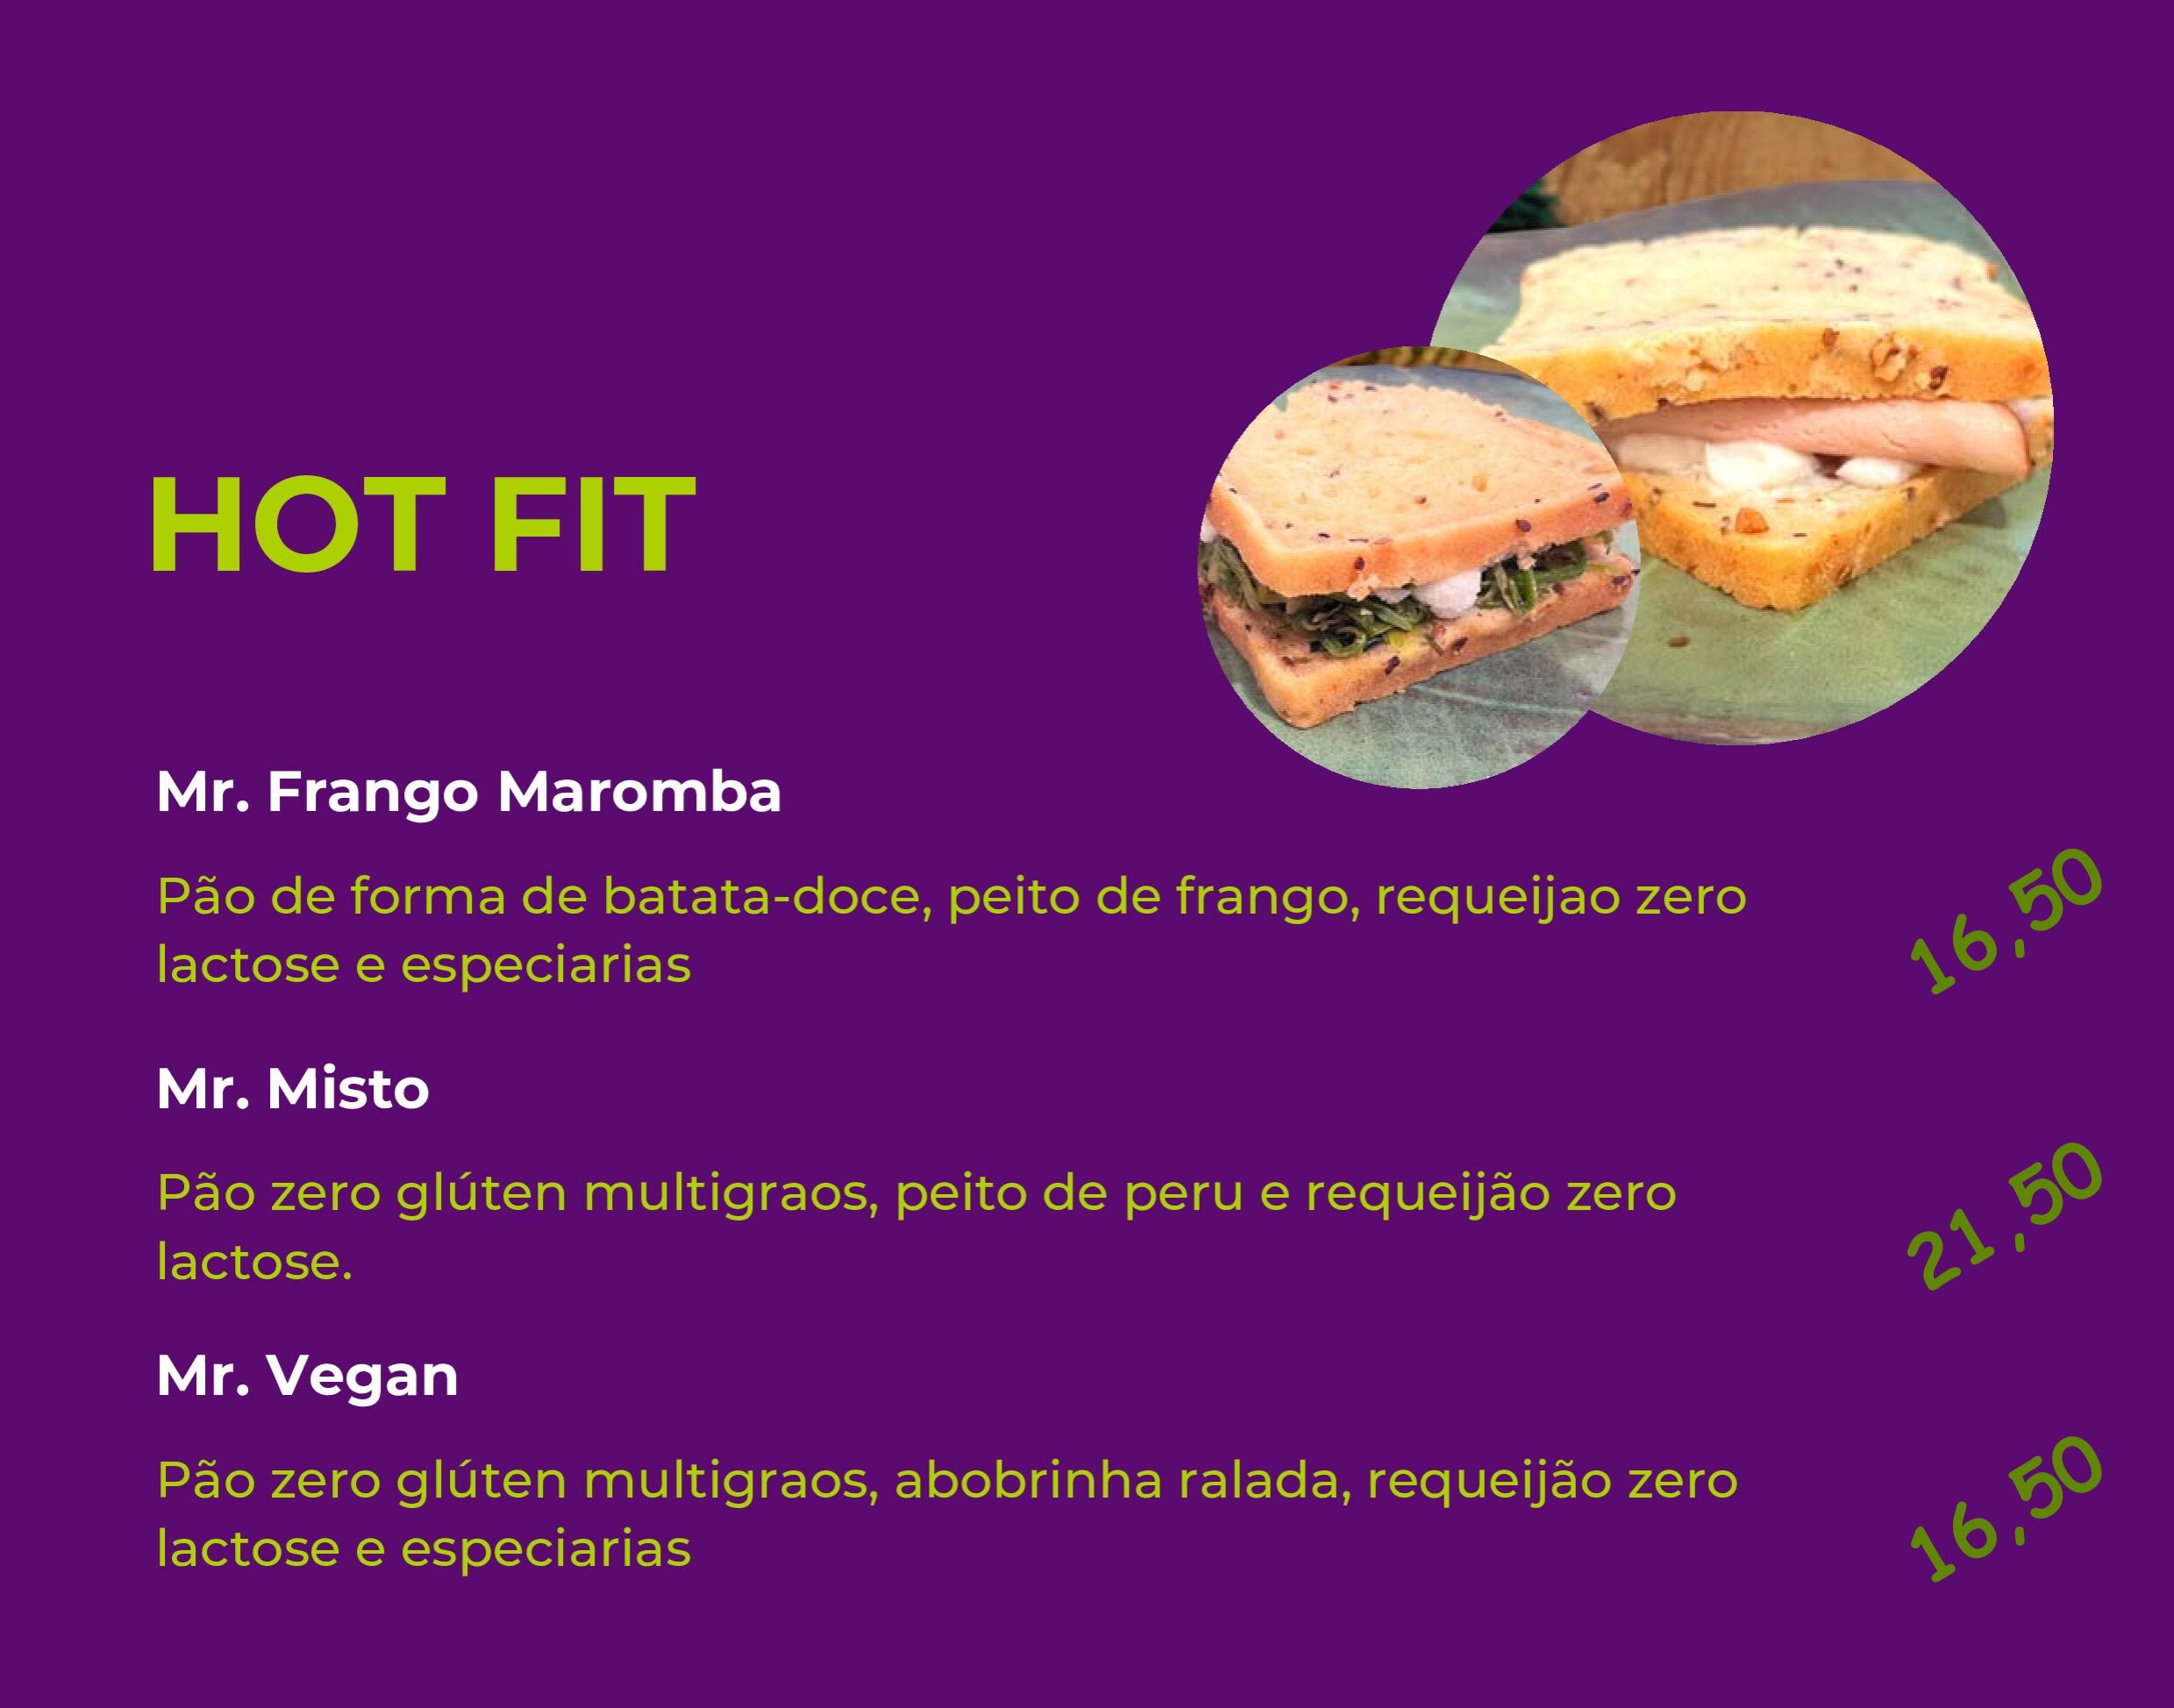 HOT FIT
Mr. Frango Maromba
Pão de forma de batata-doce, peito de frango, requeijao zero
lactose e especiarias
16,50
Mr. Misto
Pão zero glúten multigraos, peito de peru e requeijão zero
lactose.
21,50
Mr. Vegan
Pão zero glúten multigraos, abobrinha ralada, requeijão zero
lactose e especiarias
16,50